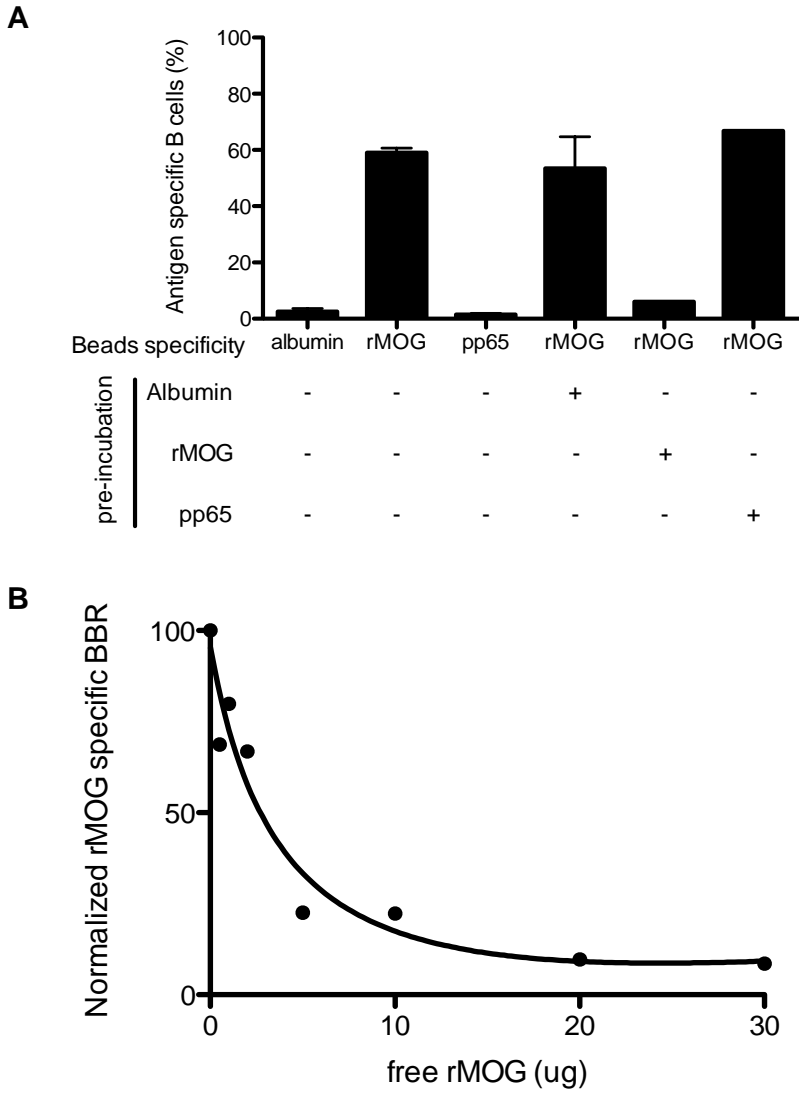 A
Antigen specific B cells (%)
100
80
60
40
20
0
Beads specificity albumin rMOG pp65 rMOG rMOG rMOG
pre-incubation
Albumin - - - + - -
rMOG - - - - + -
pp65 - - - - - +
B
Normalized rMOG specific BBR
100
50
0
0 10 20 30
free rMOG (ug)